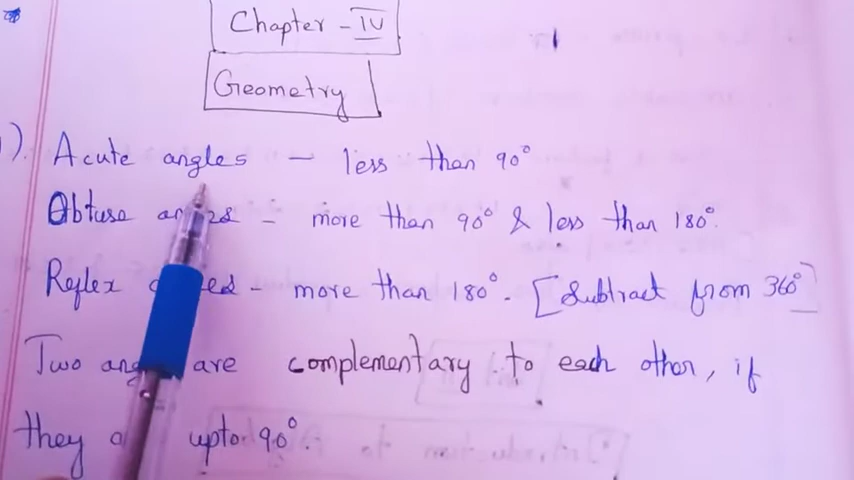 Chapter - IV
Geometry
1). Acute angles - less than 90°
Obtuse - more than 90° & less than 180°.
Reflex - more than 180°. [Subtract from 360°]
Two are complementary to each other, if
they upto 90°.